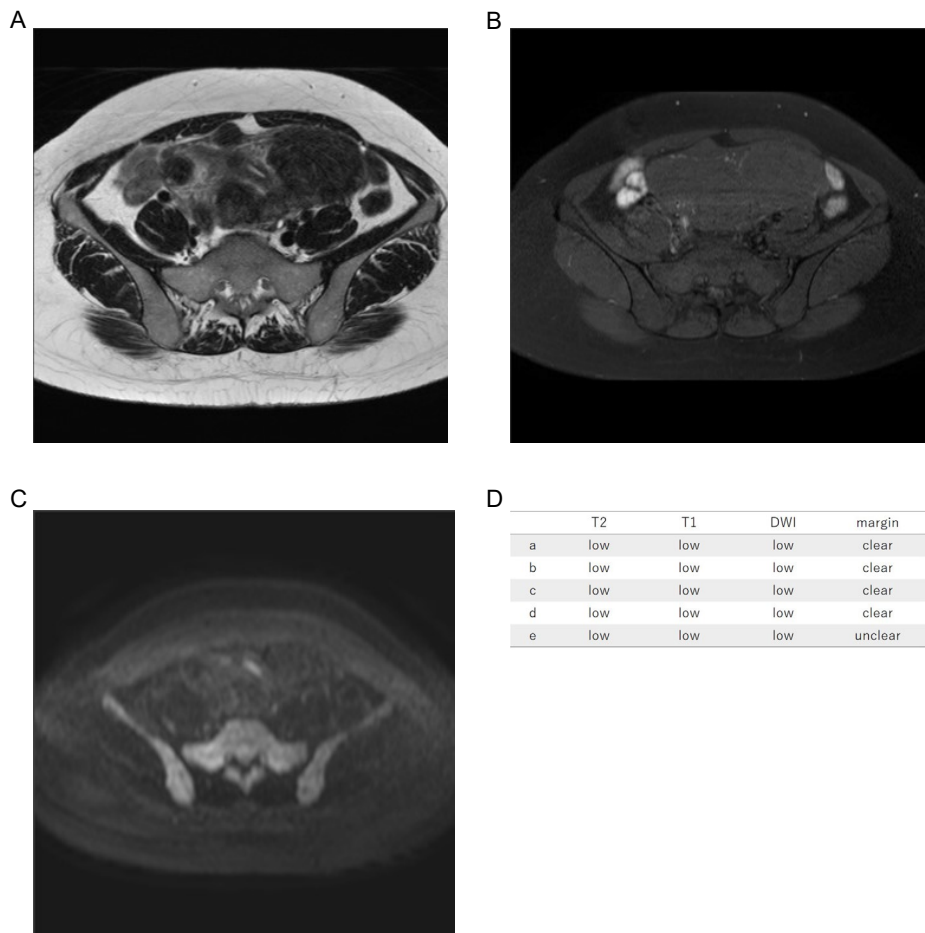 A
B
C
D
T2 T1 DWI margin
a low low low clear
b low low low clear
c low low low clear
d low low low clear
e low low low unclear